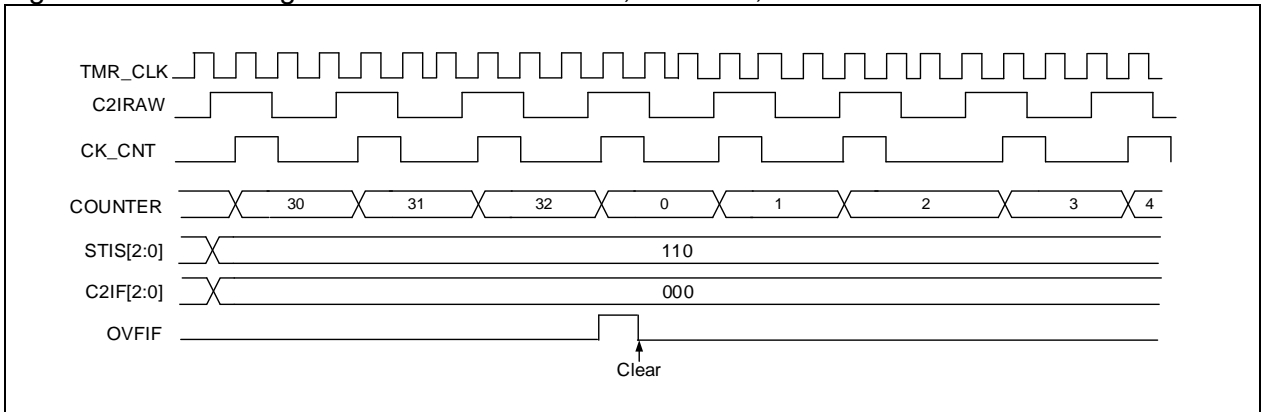 TMR_CLK
C2IRAW
CK_CNT
COUNTER 30 31 32 0 1 2 3 4
STIS[2:0] 110
C2IF[2:0] 000
OVFIF
Clear